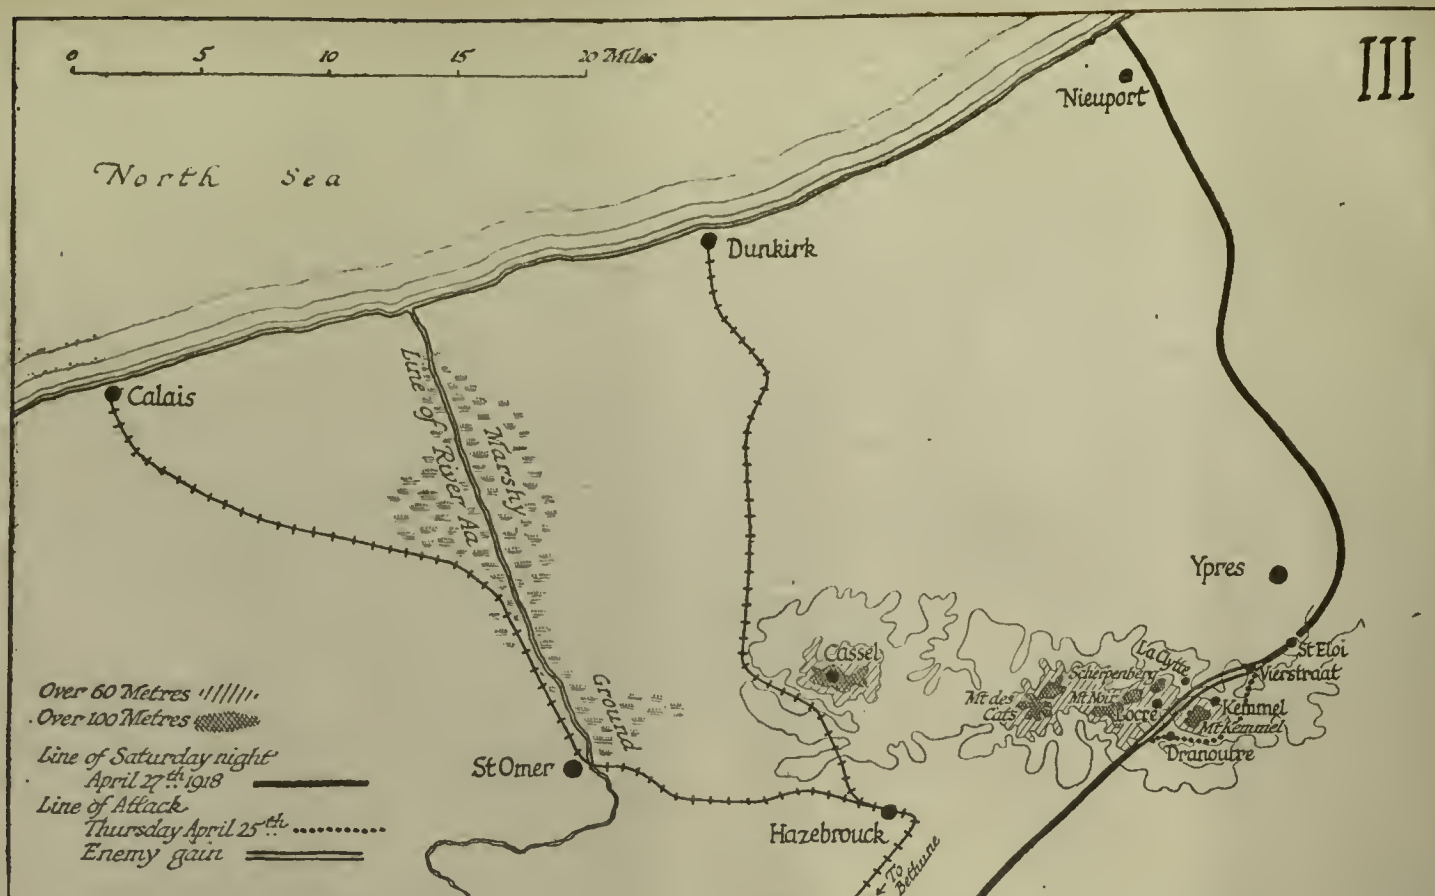 0 5 10 15 20 Miles
III
Nieuport
North Sea
Dunkirk
Calais
Line of River Aa
Marshy
Ground
Ypres
St Eloi
La Clytte
Vierstraat
Cassel
Scherpenberg
Mt des
Cats
Mt Noir
Locre
Kemmel
Mt Kemmel
Dranoutre
St Omer
Hazebrouck
To
Bethune
Over 60 Metres
Over 100 Metres
Line of Saturday night
April 27th 1918
Line of Attack
Thursday April 25th
Enemy gain